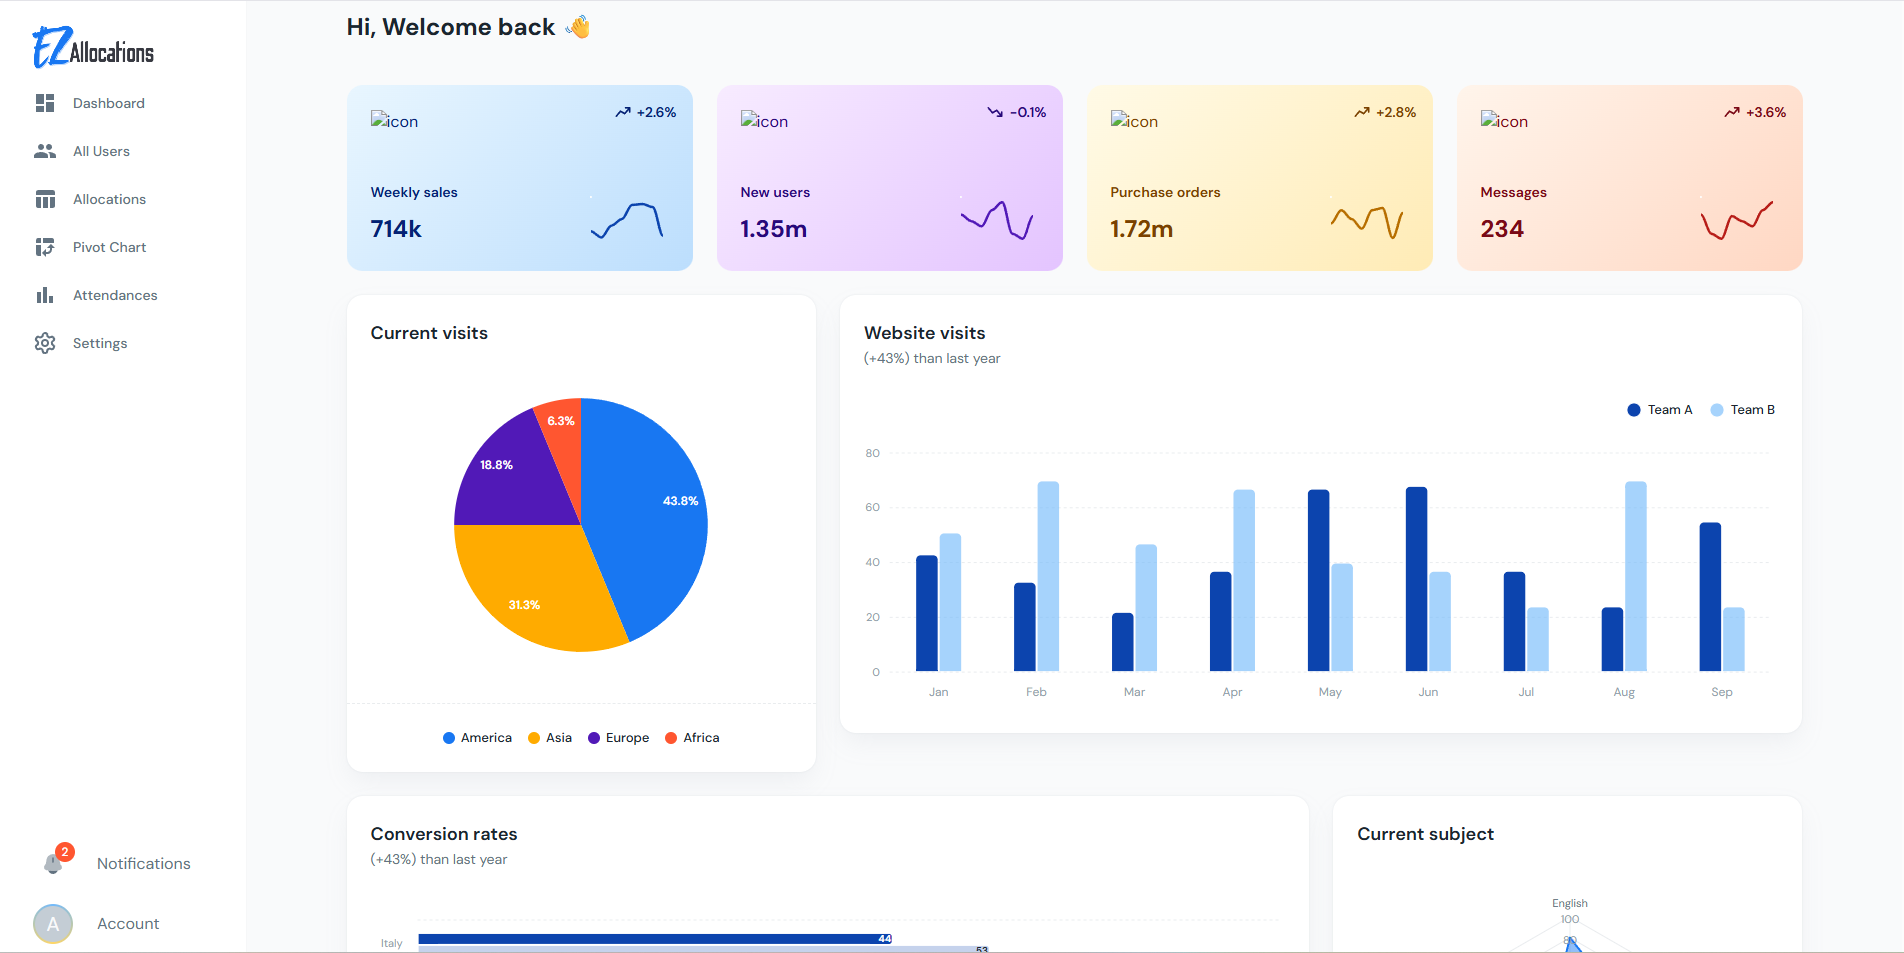 EZ Allocations
Dashboard
All Users
Allocations
Pivot Chart
Attendances
Settings
Notifications
2
Account
A
Hi, Welcome back 👋
icon
+2.6%
Weekly sales
714k
icon
-0.1%
New users
1.35m
icon
+2.8%
Purchase orders
1.72m
icon
+3.6%
Messages
234
Current visits
6.3%
18.8%
43.8%
31.3%
America Asia Europe Africa
Website visits
(+43%) than last year
Team A Team B
80
60
40
20
0
Jan Feb Mar Apr May Jun Jul Aug Sep
Conversion rates
(+43%) than last year
Italy
44
53
Current subject
English
100
80